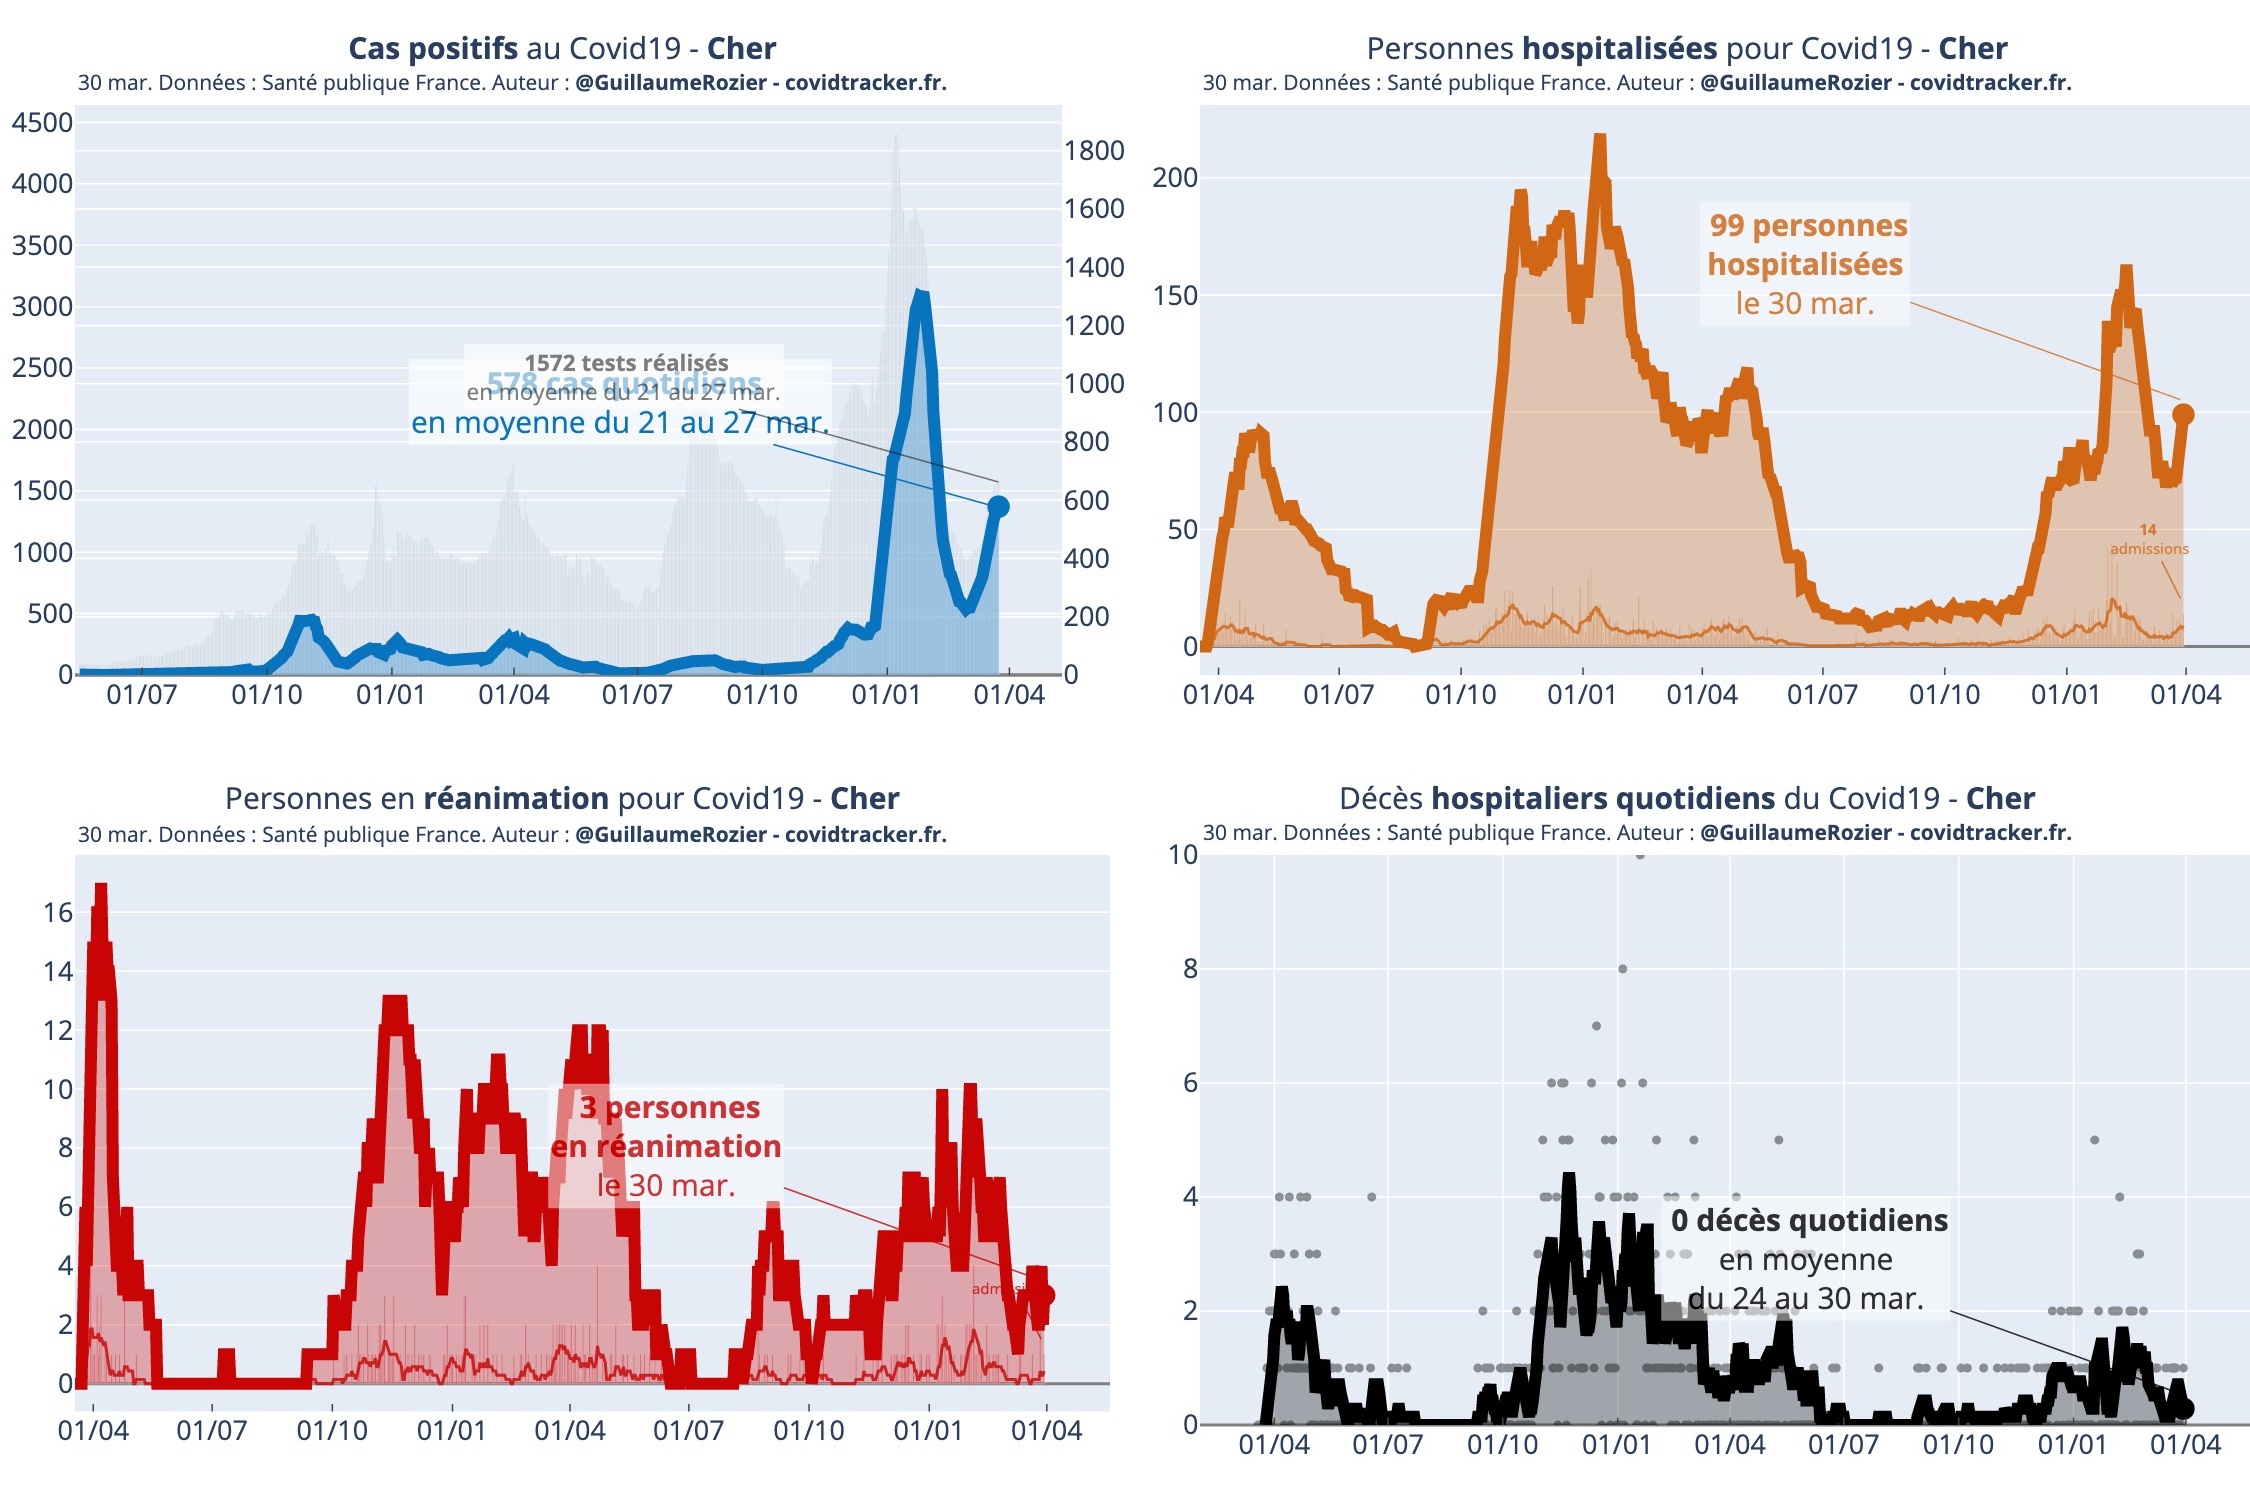 Cas positifs au Covid19 - Cher
30 mar. Données : Santé publique France. Auteur : @GuillaumeRozier - covidtracker.fr.
4500
4000
3500
3000
2500
2000
1500
1000
500
0
1800
1600
1400
1200
1000
800
600
400
200
0
1572 tests réalisés
en moyenne du 21 au 27 mar.
578 cas quotidiens
en moyenne du 21 au 27 mar.
01/07 01/10 01/01 01/04 01/07 01/10 01/01 01/04
Personnes hospitalisées pour Covid19 - Cher
30 mar. Données : Santé publique France. Auteur : @GuillaumeRozier - covidtracker.fr.
200
150
100
50
0
99 personnes
hospitalisées
le 30 mar.
14
admissions
01/04 01/07 01/10 01/01 01/04 01/07 01/10 01/01 01/04
Personnes en réanimation pour Covid19 - Cher
30 mar. Données : Santé publique France. Auteur : @GuillaumeRozier - covidtracker.fr.
16
14
12
10
8
6
4
2
0
3 personnes
en réanimation
le 30 mar.
01/04 01/07 01/10 01/01 01/04 01/07 01/10 01/01 01/04
Décès hospitaliers quotidiens du Covid19 - Cher
30 mar. Données : Santé publique France. Auteur : @GuillaumeRozier - covidtracker.fr.
10
8
6
4
2
0
0 décès quotidiens
en moyenne
du 24 au 30 mar.
01/04 01/07 01/10 01/01 01/04 01/07 01/10 01/01 01/04